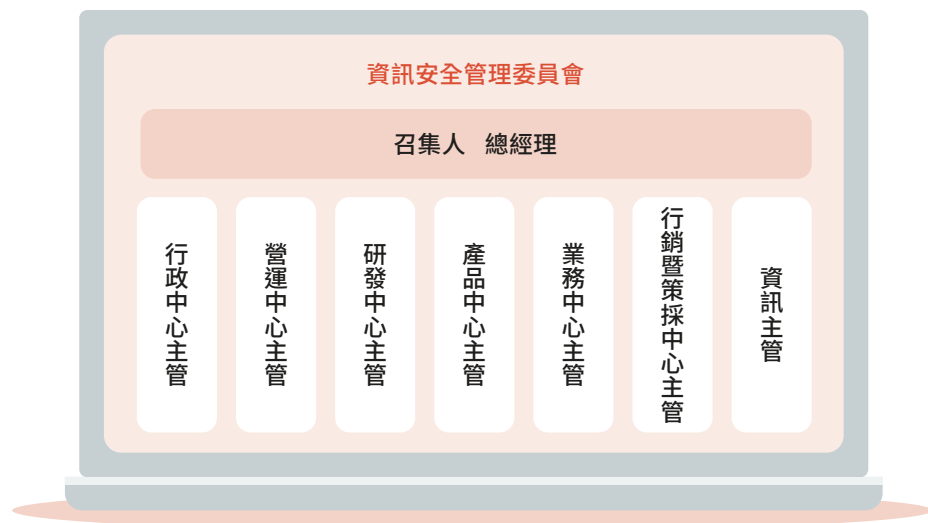 資訊安全管理委員會
召集人 總經理
行政中心主管
營運中心主管
研發中心主管
產品中心主管
業務中心主管
行銷暨策採中心主管
資訊主管